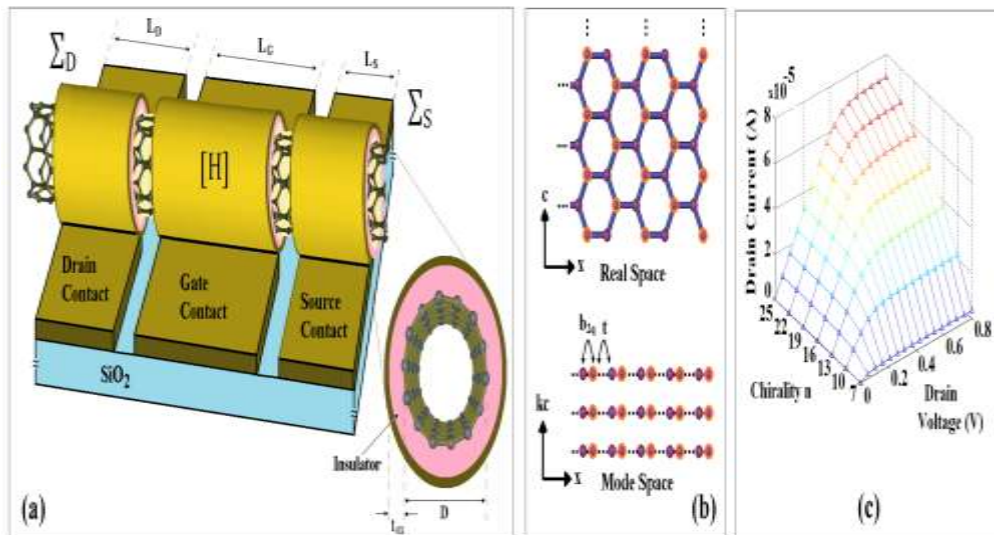 L_D
L_G
L_S
Σ_D
Σ_S
[H]
Drain
Contact
Gate
Contact
Source
Contact
SiO₂
Insulator
D
(a)
c
x
Real Space
b_2q t
kc
x
Mode Space
(b)
x10⁻⁵
8
6
4
2
0
Drain Current (A)
25
22
19
16
13
10
7
Chirality n
0
0.2
0.4
0.6
0.8
Drain
Voltage (V)
(c)